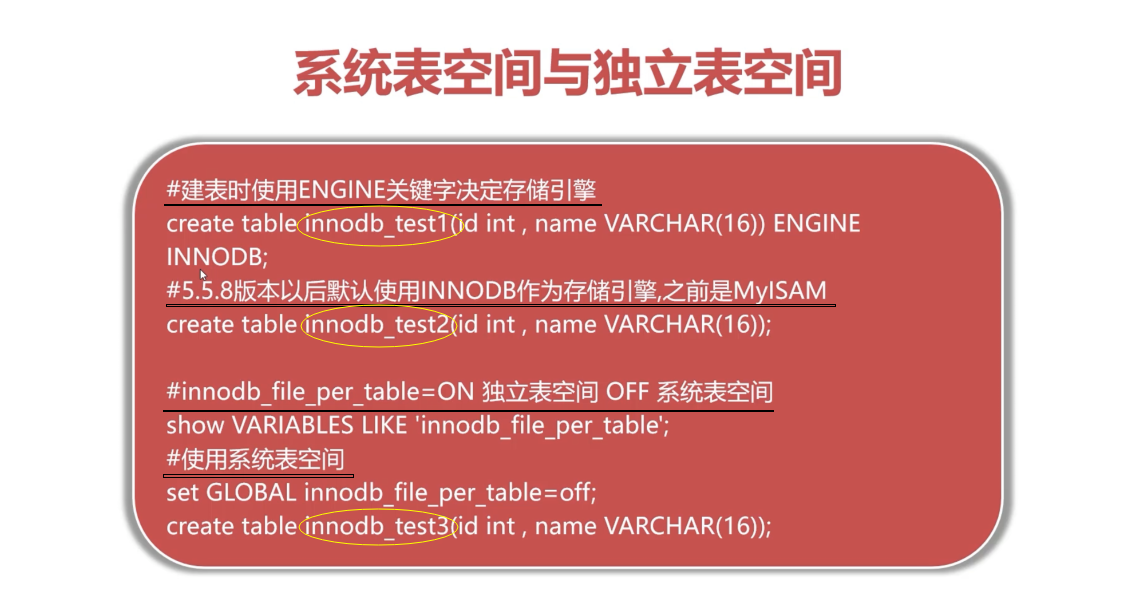 系统表空间与独立表空间
#建表时使用ENGINE关键字决定存储引擎
create table innodb_test1(id int , name VARCHAR(16)) ENGINE
INNODB;
#5.5.8版本以后默认使用INNODB作为存储引擎,之前是MyISAM
create table innodb_test2(id int , name VARCHAR(16));
#innodb_file_per_table=ON 独立表空间 OFF 系统表空间
show VARIABLES LIKE 'innodb_file_per_table';
#使用系统表空间
set GLOBAL innodb_file_per_table=off;
create table innodb_test3(id int , name VARCHAR(16));